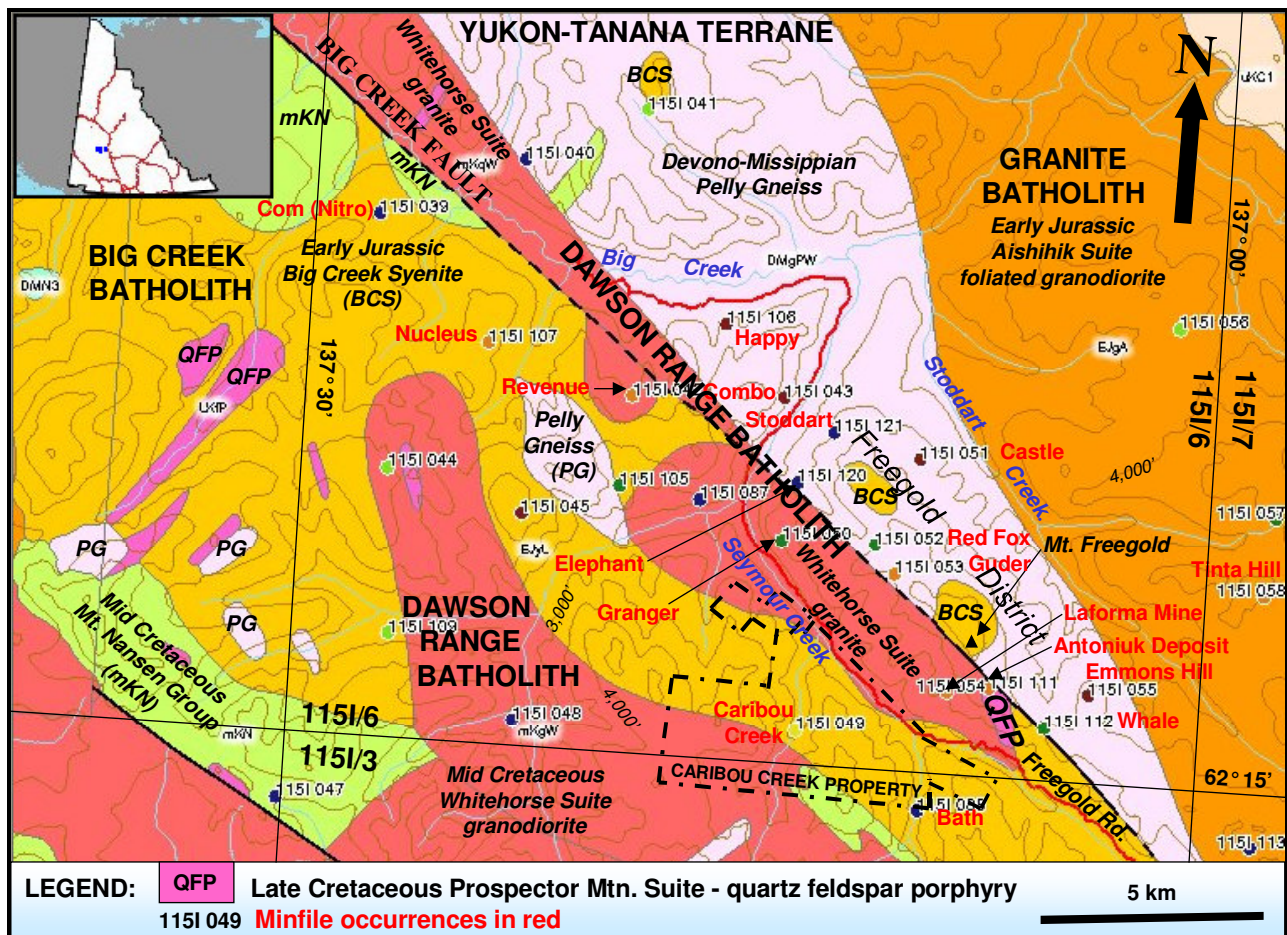 YUKON-TANANA TERRANE
BIG CREEK FAULT
Whitehorse Suite
granite
BCS
115I 041
N
uKC1
mKN
mKqW
mKN
115I 040
Devono-Missippian
Pelly Gneiss
GRANITE
BATHOLITH
Early Jurassic
Aishihik Suite
foliated granodiorite
137° 00'
Com (Nitro)
115I 039
BIG CREEK
BATHOLITH
Early Jurassic
Big Creek Syenite
(BCS)
DMN3
Big Creek
DMgPW
DAWSON RANGE BATHOLITH
115I 106
Happy
115I 056
EJgA
Nucleus
115I 107
QFP
QFP
137° 30'
LKfP
Revenue
Combo
115I 043
Stoddart
115I 121
Stoddart
Creek
115I/6
115I/7
Pelly
Gneiss
(PG)
115I 044
115I 051
Castle
4,000'
Freegold
District
115I 105
115I 087
115I 120
BCS
115I 045
115I 057
EJyL
PG
PG
115I 050
115I 052
Red Fox
115I 053
Guder
Mt. Freegold
Elephant
Seymour Creek
Whitehorse Suite
granite
Tinta Hill
115I 058
Granger
3,000'
Mid Cretaceous
Mt. Nansen Group
(mKN)
PG
DAWSON
RANGE
BATHOLITH
BCS
Laforma Mine
Antoniuk Deposit
115I 054
115I 111
Emmons Hill
115I 055
4,000'
QFP
115I 112
Whale
115I/6
115I/3
mKN
115I 048
mKgW
Caribou
Creek
115I 049
CARIBOU CREEK PROPERTY
Freegold Rd.
62° 15'
115I 047
Mid Cretaceous
Whitehorse Suite
granodiorite
Bath
115I 113
LEGEND:
QFP
Late Cretaceous Prospector Mtn. Suite - quartz feldspar porphyry
5 km
115I 049
Minfile occurrences in red